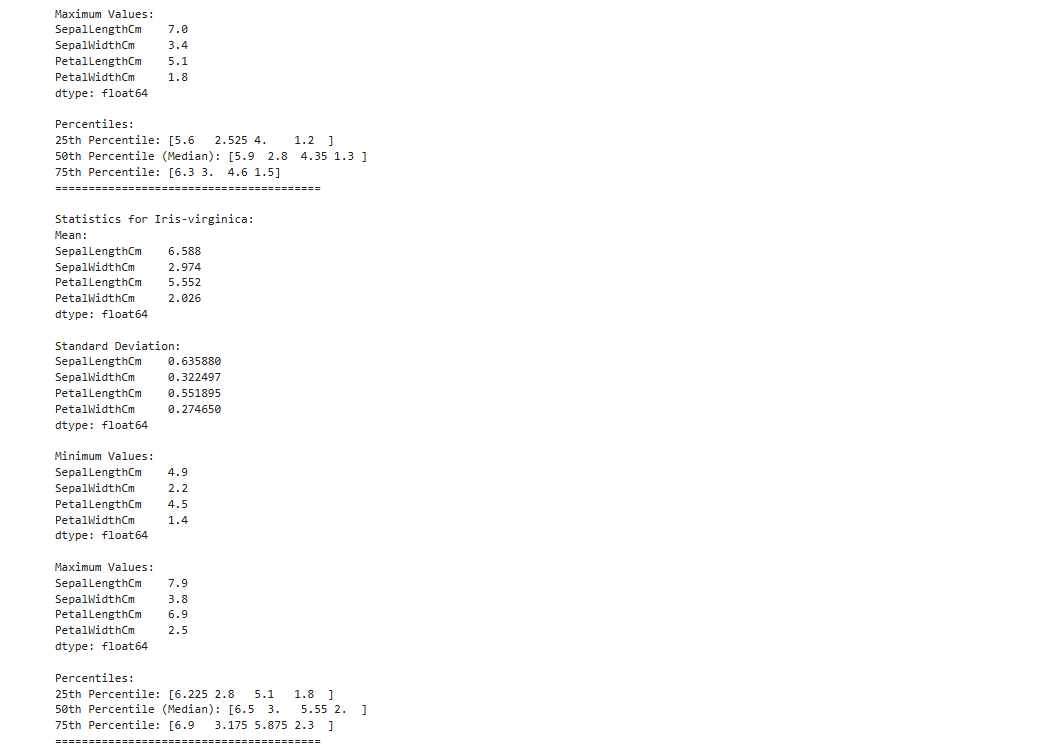 Maximum Values:
SepalLengthCm    7.0
SepalWidthCm     3.4
PetalLengthCm    5.1
PetalWidthCm     1.8
dtype: float64
Percentiles:
25th Percentile: [5.6   2.525 4.    1.2  ]
50th Percentile (Median): [5.9  2.8  4.35 1.3 ]
75th Percentile: [6.3 3.  4.6 1.5]
========================================
Statistics for Iris-virginica:
Mean:
SepalLengthCm    6.588
SepalWidthCm     2.974
PetalLengthCm    5.552
PetalWidthCm     2.026
dtype: float64
Standard Deviation:
SepalLengthCm    0.635880
SepalWidthCm     0.322497
PetalLengthCm    0.551895
PetalWidthCm     0.274650
dtype: float64
Minimum Values:
SepalLengthCm    4.9
SepalWidthCm     2.2
PetalLengthCm    4.5
PetalWidthCm     1.4
dtype: float64
Maximum Values:
SepalLengthCm    7.9
SepalWidthCm     3.8
PetalLengthCm    6.9
PetalWidthCm     2.5
dtype: float64
Percentiles:
25th Percentile: [6.225 2.8   5.1   1.8  ]
50th Percentile (Median): [6.5  3.   5.55 2.  ]
75th Percentile: [6.9   3.175 5.875 2.3  ]
========================================